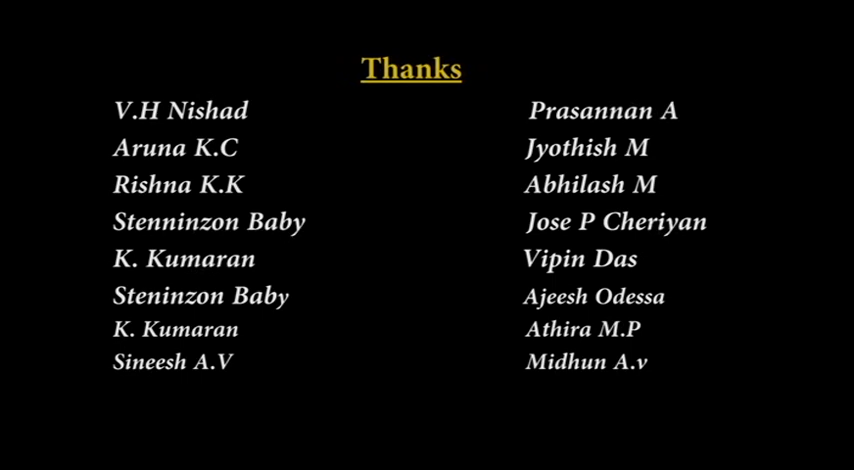 Thanks
V.H Nishad Prasannan A
Aruna K.C Jyothish M
Rishna K.K Abhilash M
Stenninzon Baby Jose P Cheriyan
K. Kumaran Vipin Das
Steninzon Baby Ajeesh Odessa
K. Kumaran Athira M.P
Sineesh A.V Midhun A.v